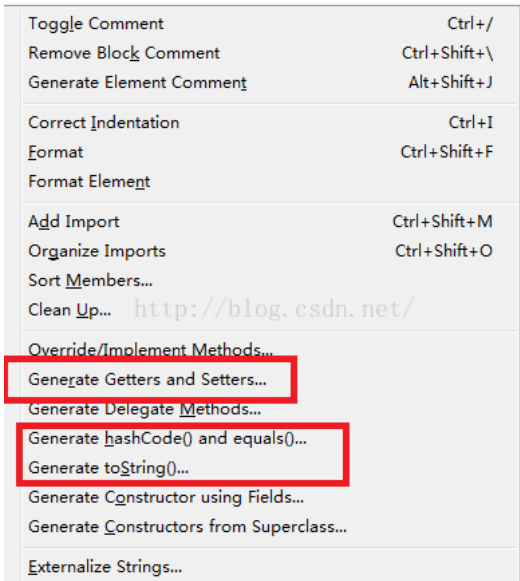 Toggle Comment Ctrl+/
Remove Block Comment Ctrl+Shift+\
Generate Element Comment Alt+Shift+J
Correct Indentation Ctrl+I
Format Ctrl+Shift+F
Format Element
Add Import Ctrl+Shift+M
Organize Imports Ctrl+Shift+O
Sort Members...
Clean Up...
http://blog.csdn.net/
Override/Implement Methods...
Generate Getters and Setters...
Generate Delegate Methods...
Generate hashCode() and equals()...
Generate toString()...
Generate Constructor using Fields...
Generate Constructors from Superclass...
Externalize Strings...